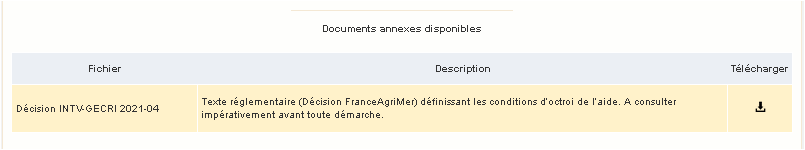 Documents annexes disponibles
Fichier Description Télécharger
Décision INTV-GECRI 2021-04
Texte réglementaire (Décision FranceAgriMer) définissant les conditions d'octroi de l'aide. A consulter
impérativement avant toute démarche.